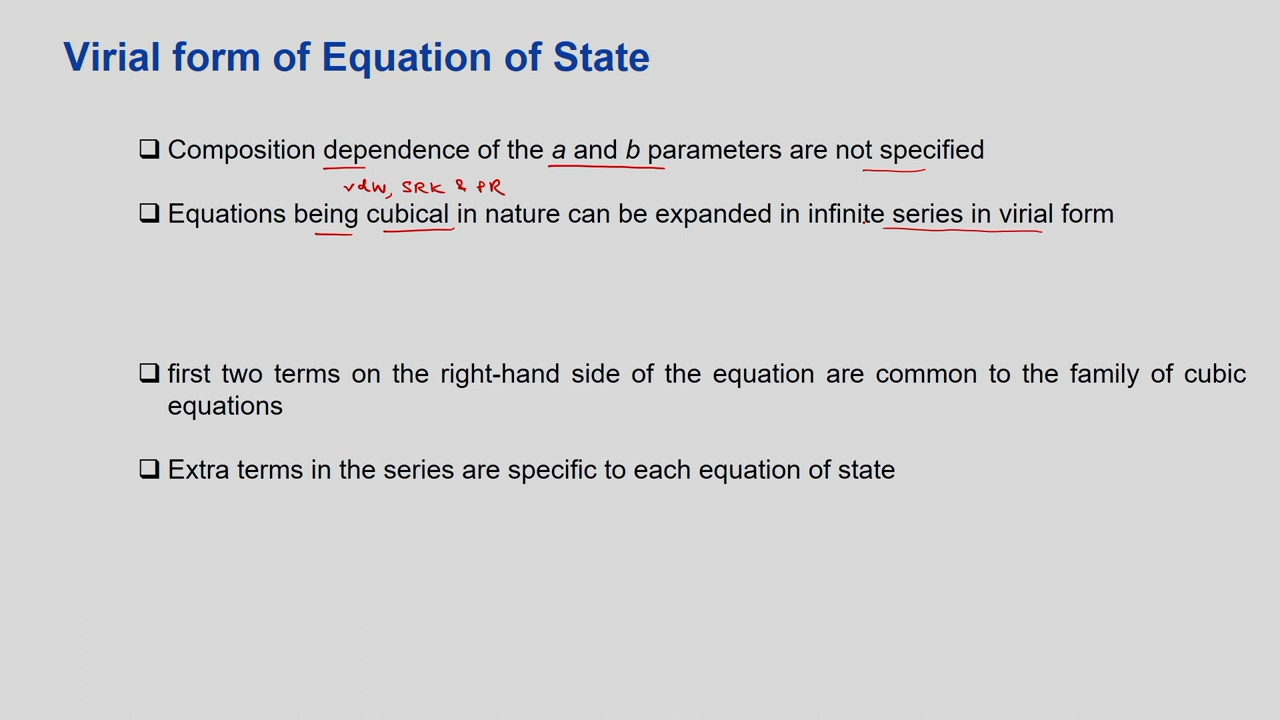 Virial form of Equation of State
Composition dependence of the a and b parameters are not specified
vdW, SRK & PR
Equations being cubical in nature can be expanded in infinite series in virial form
first two terms on the right-hand side of the equation are common to the family of cubic
equations
Extra terms in the series are specific to each equation of state